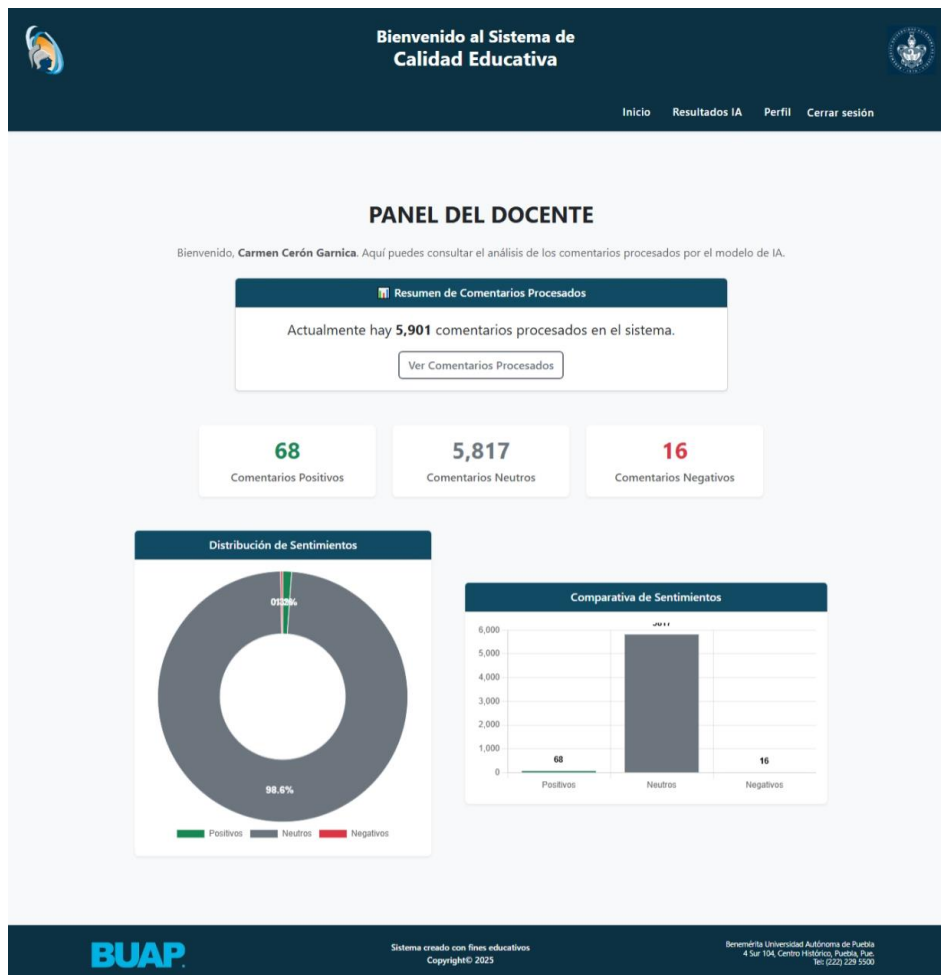 Bienvenido al Sistema de
Calidad Educativa
Inicio Resultados IA Perfil Cerrar sesión
PANEL DEL DOCENTE
Bienvenido, Carmen Cerón Garnica. Aquí puedes consultar el análisis de los comentarios procesados por el modelo de IA.
Resumen de Comentarios Procesados
Actualmente hay 5,901 comentarios procesados en el sistema.
Ver Comentarios Procesados
68
Comentarios Positivos
5,817
Comentarios Neutros
16
Comentarios Negativos
Distribución de Sentimientos
98.6%
Positivos Neutros Negativos
Comparativa de Sentimientos
6,000
5,000
4,000
3,000
2,000
1,000
0
68
5817
16
Positivos Neutros Negativos
BUAP.
Sistema creado con fines educativos
Copyright© 2025
Benemérita Universidad Autónoma de Puebla
4 Sur 104, Centro Histórico, Puebla, Pue.
Tel: (222) 229 5500